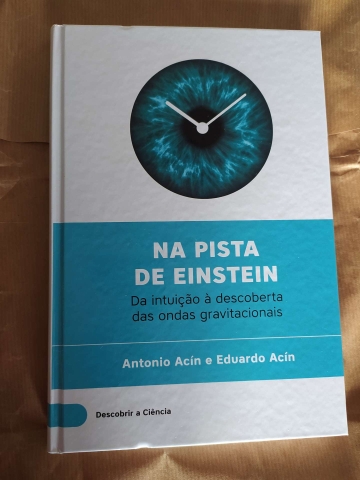 NA PISTA
DE EINSTEIN
Da intuição à descoberta
das ondas gravitacionais
Antonio Acín e Eduardo Acín
Descobrir a Ciência